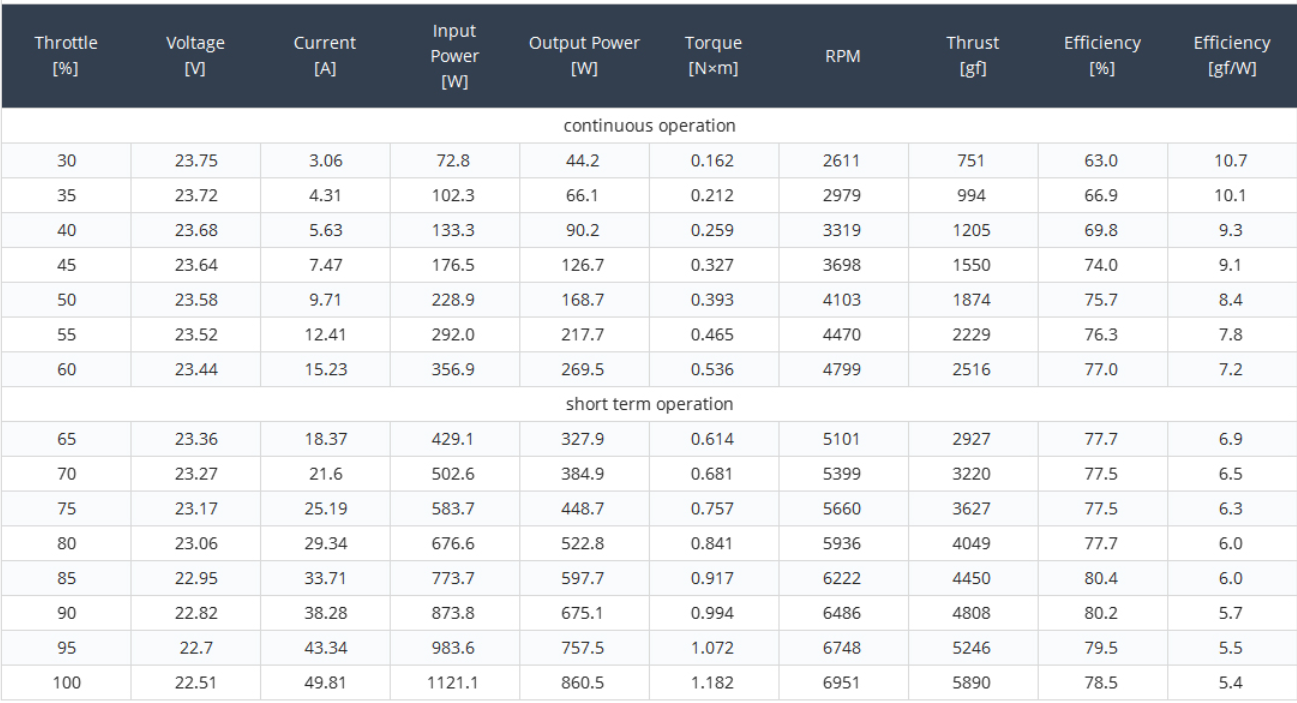 Throttle [%] Voltage [V] Current [A] Input Power [W] Output Power [W] Torque [N×m] RPM Thrust [gf] Efficiency [%] Efficiency [gf/W]
continuous operation
30 23.75 3.06 72.8 44.2 0.162 2611 751 63.0 10.7
35 23.72 4.31 102.3 66.1 0.212 2979 994 66.9 10.1
40 23.68 5.63 133.3 90.2 0.259 3319 1205 69.8 9.3
45 23.64 7.47 176.5 126.7 0.327 3698 1550 74.0 9.1
50 23.58 9.71 228.9 168.7 0.393 4103 1874 75.7 8.4
55 23.52 12.41 292.0 217.7 0.465 4470 2229 76.3 7.8
60 23.44 15.23 356.9 269.5 0.536 4799 2516 77.0 7.2
short term operation
65 23.36 18.37 429.1 327.9 0.614 5101 2927 77.7 6.9
70 23.27 21.6 502.6 384.9 0.681 5399 3220 77.5 6.5
75 23.17 25.19 583.7 448.7 0.757 5660 3627 77.5 6.3
80 23.06 29.34 676.6 522.8 0.841 5936 4049 77.7 6.0
85 22.95 33.71 773.7 597.7 0.917 6222 4450 80.4 6.0
90 22.82 38.28 873.8 675.1 0.994 6486 4808 80.2 5.7
95 22.7 43.34 983.6 757.5 1.072 6748 5246 79.5 5.5
100 22.51 49.81 1121.1 860.5 1.182 6951 5890 78.5 5.4